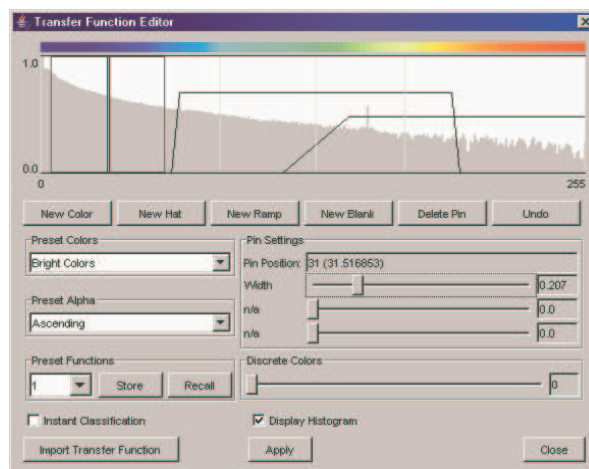 Transfer Function Editor
1.0
0.0
0
255
New Color
New Hat
New Ramp
New Blank
Delete Pin
Undo
Preset Colors
Bright Colors
Preset Alpha
Ascending
Pin Settings
Pin Position: 31 (31.516853)
Width 0.207
n/a 0.0
n/a 0.0
Preset Functions
1 Store Recall
Discrete Colors
0
Instant Classification
Display Histogram
Import Transfer Function
Apply
Close